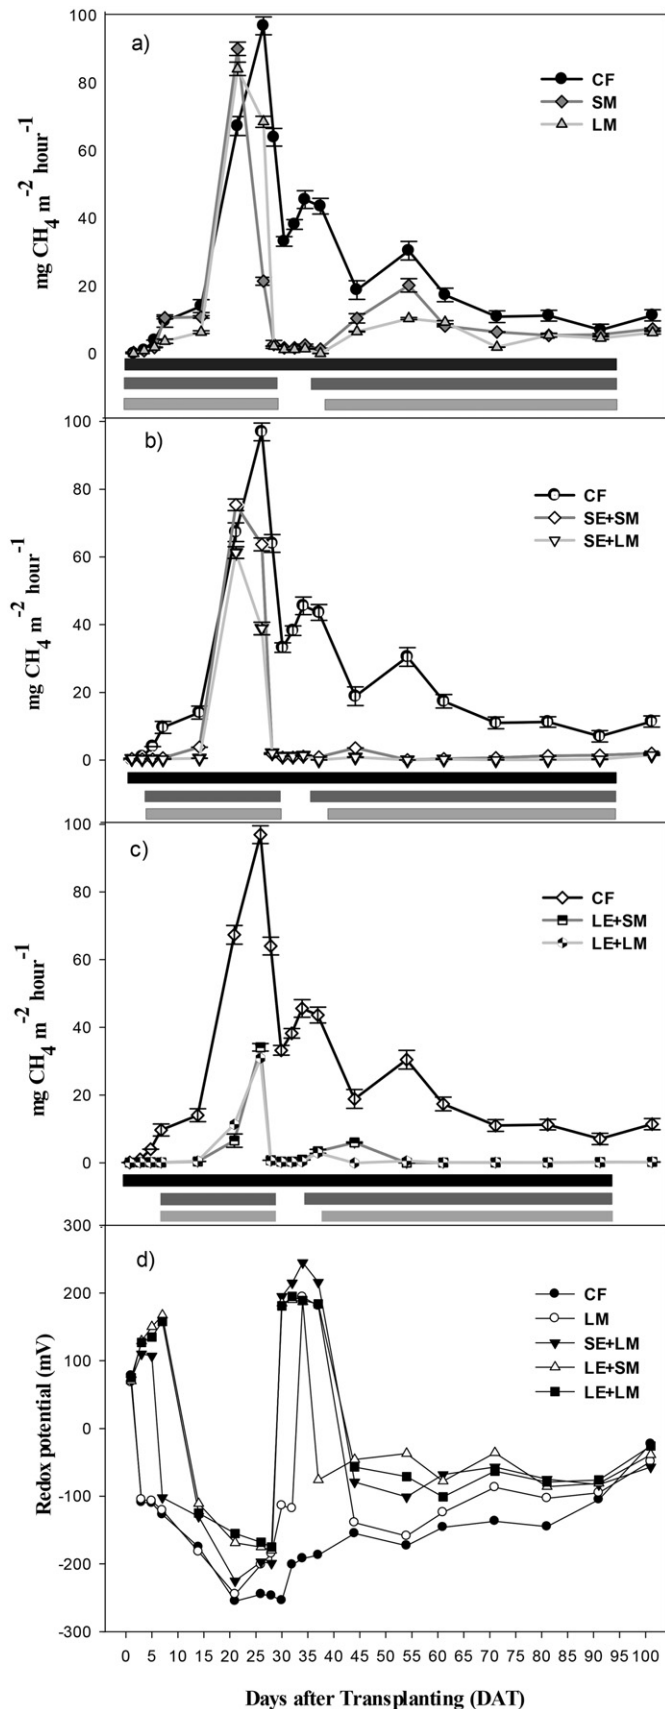 a)
100
80
60
40
20
0
mg CH4 m-2 hour-1
CF
SM
LM
b)
100
80
60
40
20
0
mg CH4 m-2 hour-1
CF
SE+SM
SE+LM
c)
100
80
60
40
20
0
mg CH4 m-2 hour-1
CF
LE+SM
LE+LM
d)
300
200
100
0
-100
-200
-300
Redox potential (mV)
CF
LM
SE+LM
LE+SM
LE+LM
0 5 10 15 20 25 30 35 45 50 55 60 65 70 75 80 85 90 95 100
Days after Transplanting (DAT)